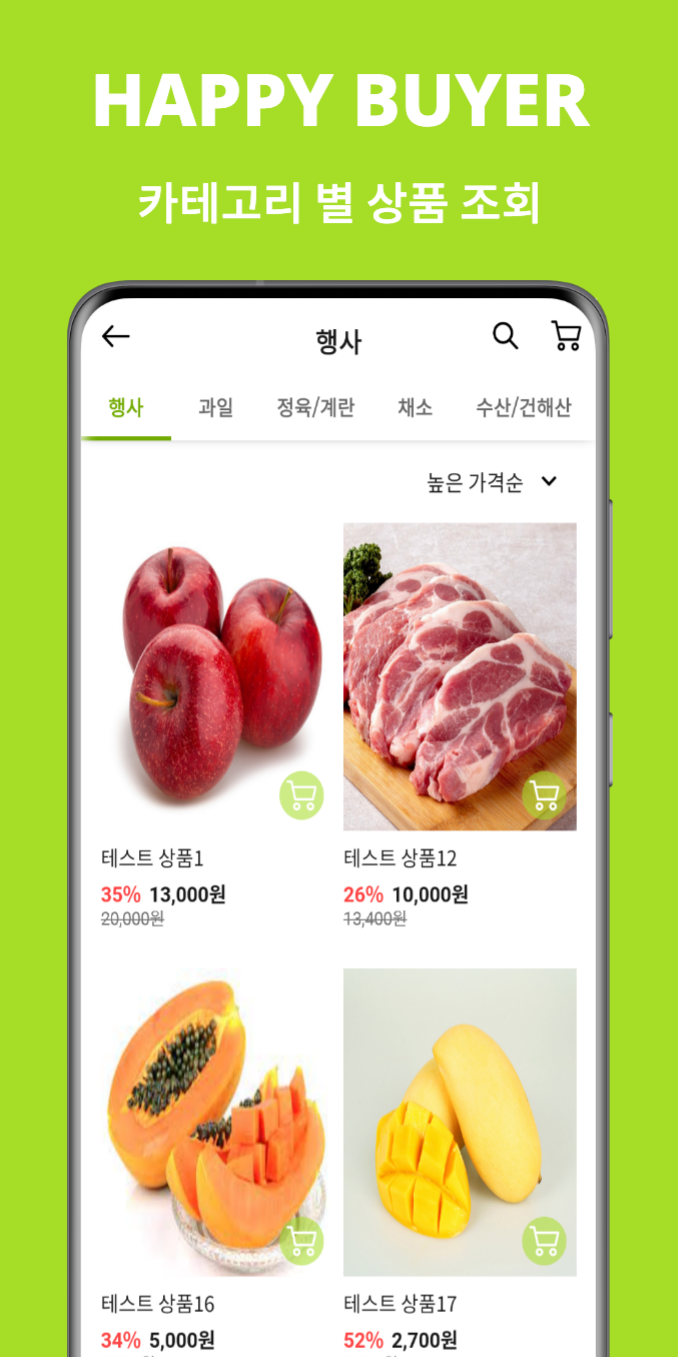 HAPPY BUYER
카테고리 별 상품 조회
행사
행사 과일 정육/계란 채소 수산/건해산
높은 가격순
테스트 상품1 테스트 상품12
35% 13,000원 26% 10,000원
20,000원 13,400원
테스트 상품16 테스트 상품17
34% 5,000원 52% 2,700원